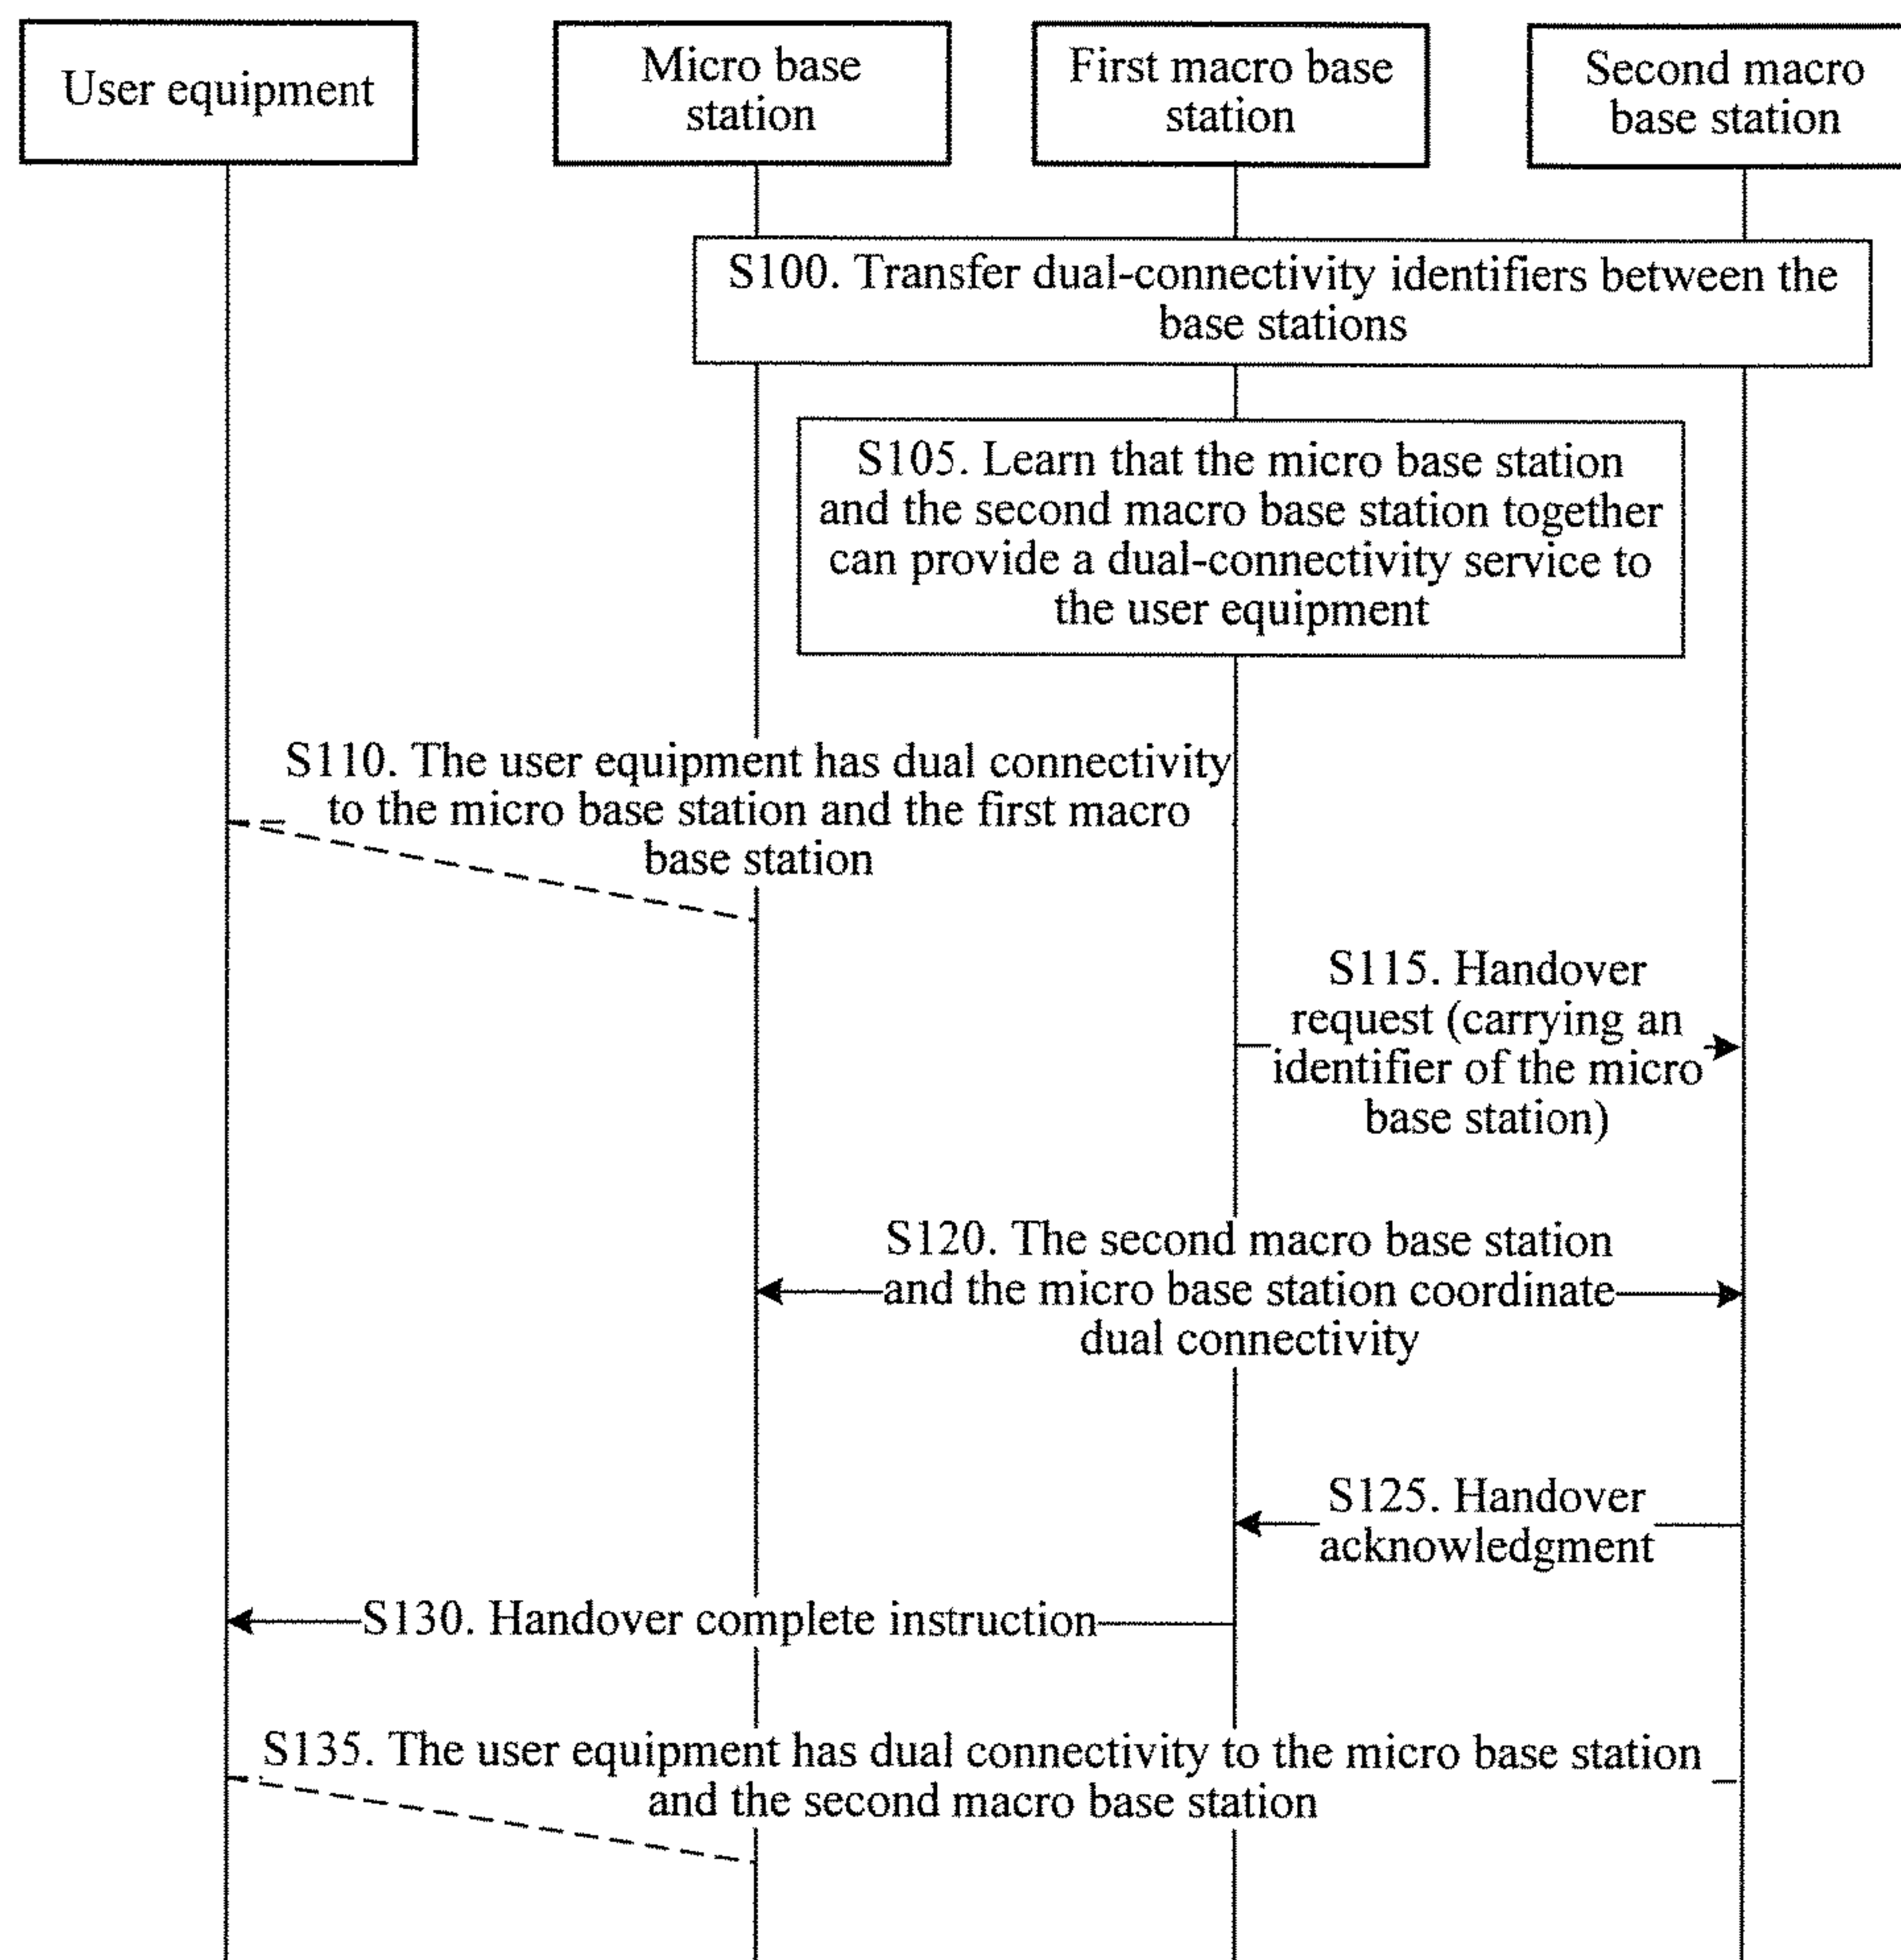 User equipment
Micro base
station
First macro base
station
Second macro
base station
S100. Transfer dual-connectivity identifiers between the
base stations
S105. Learn that the micro base station
and the second macro base station together
can provide a dual-connectivity service to
the user equipment
S110. The user equipment has dual connectivity
to the micro base station and the first macro
base station
S115. Handover
request (carrying an
identifier of the micro
base station)
S120. The second macro base station
and the micro base station coordinate
dual connectivity
S125. Handover
acknowledgment
S130. Handover complete instruction
S135. The user equipment has dual connectivity to the micro base station
and the second macro base station